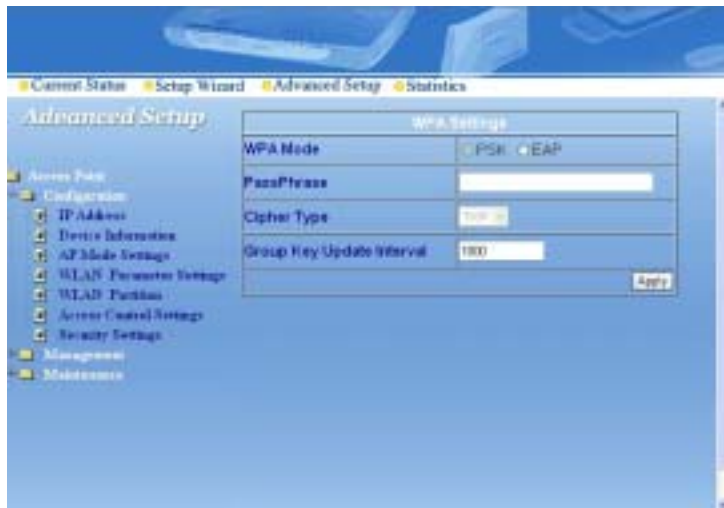 Current Status Setup Wizard Advanced Setup Statistics
Advanced Setup
WPA Settings
WPA Mode PSK EAP
PassPhrase
Cipher Type TKIP
Group Key Update Interval 1800
Apply
Access Point
Configuration
IP Address
Device Information
AP Mode Settings
WLAN Parameter Settings
WLAN Partition
Access Control Settings
Security Settings
Management
Maintenance